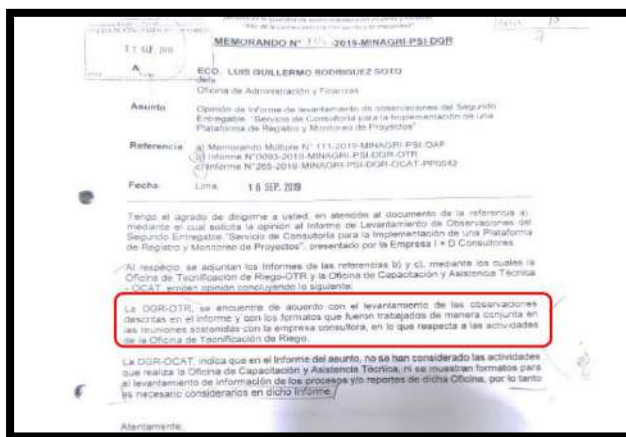 MEMORANDO N° -2019-MINAGRI-PSI-DGR
17 SEP. 2019
A
ECO. LUIS GUILLERMO RODRIGUEZ SOTO
Jefe
Oficina de Administración y Finanzas
Asunto
Opinión de Informe de levantamiento de observaciones del Segundo
Entregable "Servicio de Consultoría para la Implementación de una
Plataforma de Registro y Monitoreo de Proyectos"
Referencia
a) Memorando Múltiple N° 111-2019-MINAGRI-PSI-OAF
b) Informe N°0093-2019-MINAGRI-PSI-DGR-OTR
c) Informe N°265-2019-MINAGRI-PSI-DGR-OCAT-PP0042
Fecha
Lima, 16 SEP. 2019
Tengo el agrado de dirigirme a usted, en atención al documento de la referencia a)
mediante el cual solicita la opinión al Informe de Levantamiento de Observaciones del
Segundo Entregable "Servicio de Consultoría para la Implementación de una Plataforma
de Registro y Monitoreo de Proyectos", presentado por la Empresa I + D Consultores.
Al respecto, se adjuntan los Informes de las referencias b) y c), mediante los cuales la
Oficina de Tecnificación de Riego-OTR y la Oficina de Capacitación y Asistencia Técnica
- OCAT, emiten opinión concluyendo lo siguiente:
La DGR-OTR, se encuentra de acuerdo con el levantamiento de las observaciones
descritas en el informe y con los formatos que fueron trabajados de manera conjunta en
las reuniones sostenidas con la empresa consultora, en lo que respecta a las actividades
de la Oficina de Tecnificación de Riego.
La DGR-OCAT, indica que en el Informe del asunto, no se han considerado las actividades
que realiza la Oficina de Capacitación y Asistencia Técnica, ni se muestran formatos para
el levantamiento de información de los procesos y/o reportes de dicha Oficina, por lo tanto
es necesario considerarlos en dicho Informe.
Atentamente,